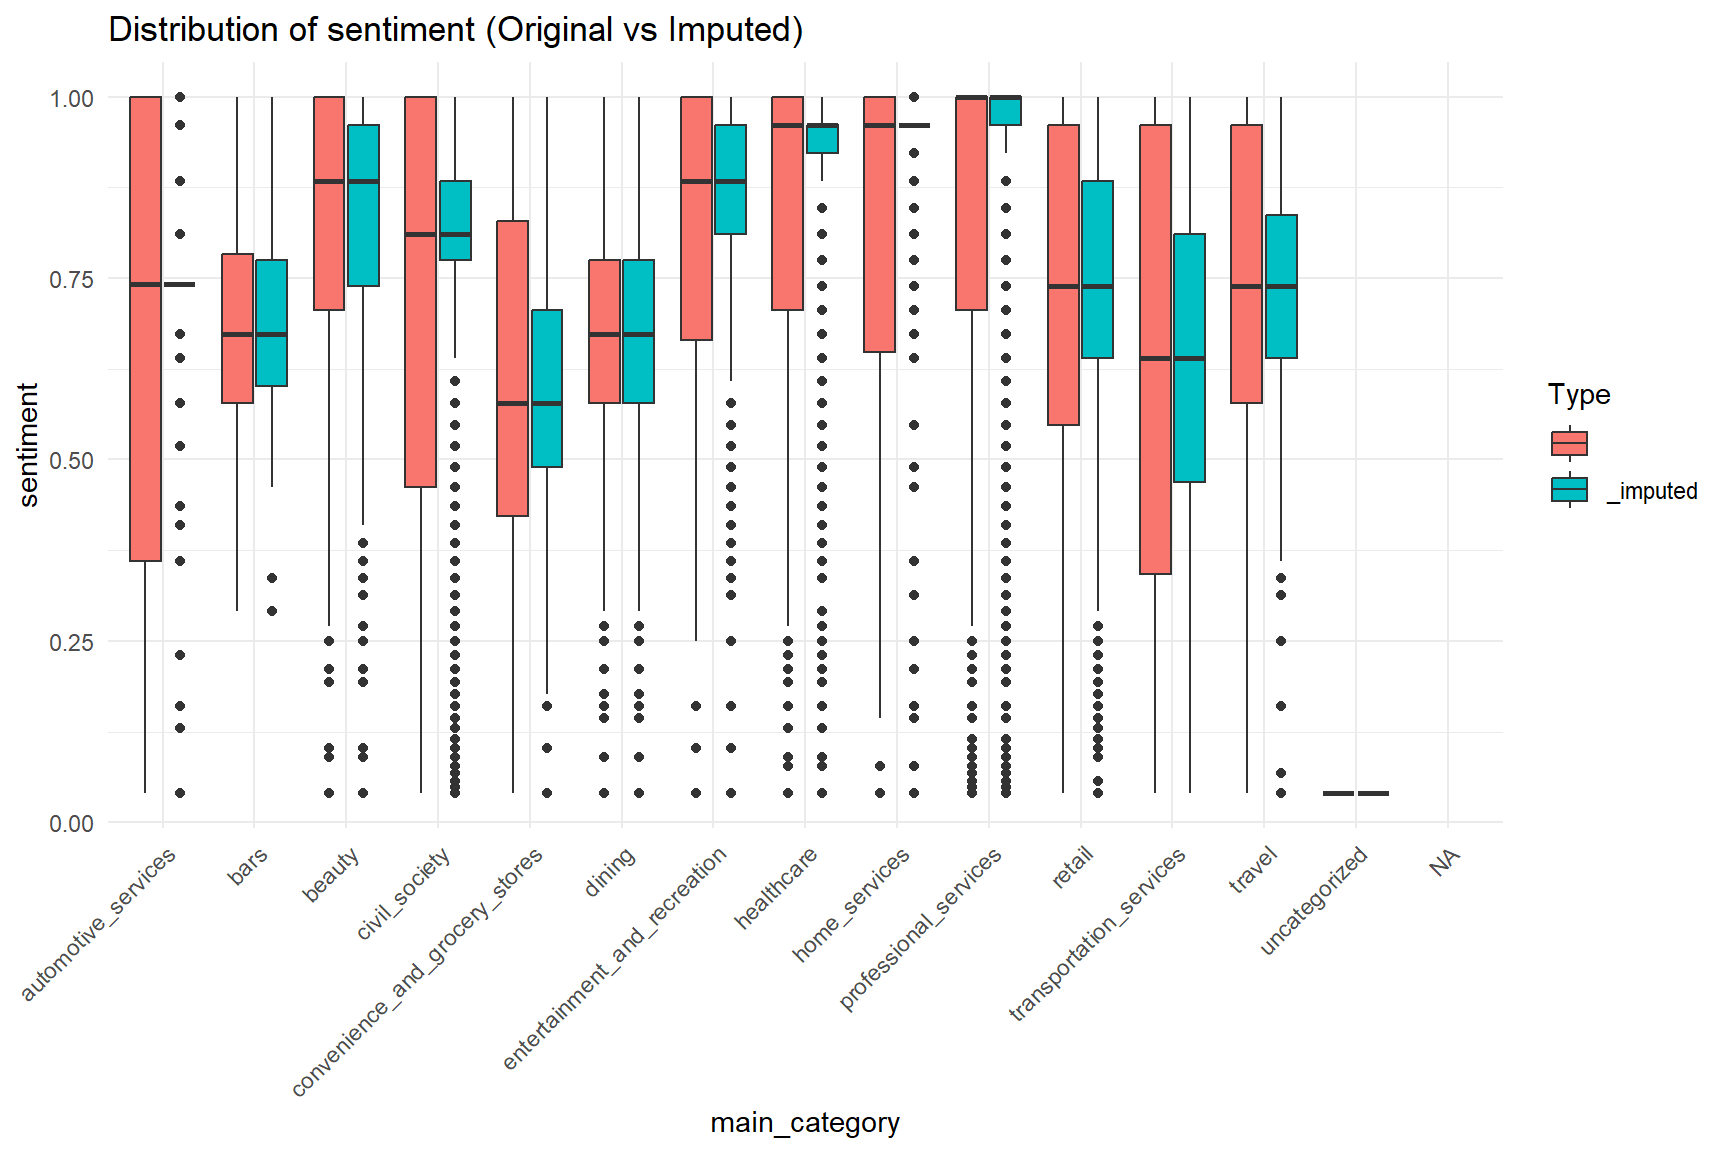 Distribution of sentiment (Original vs Imputed)
1.00
0.75
0.50
0.25
0.00
sentiment
automotive_services
bars
beauty
civil_society
convenience_and_grocery_stores
dining
entertainment_and_recreation
healthcare
home_services
professional_services
retail
transportation_services
travel
uncategorized
NA
main_category
Type
_imputed